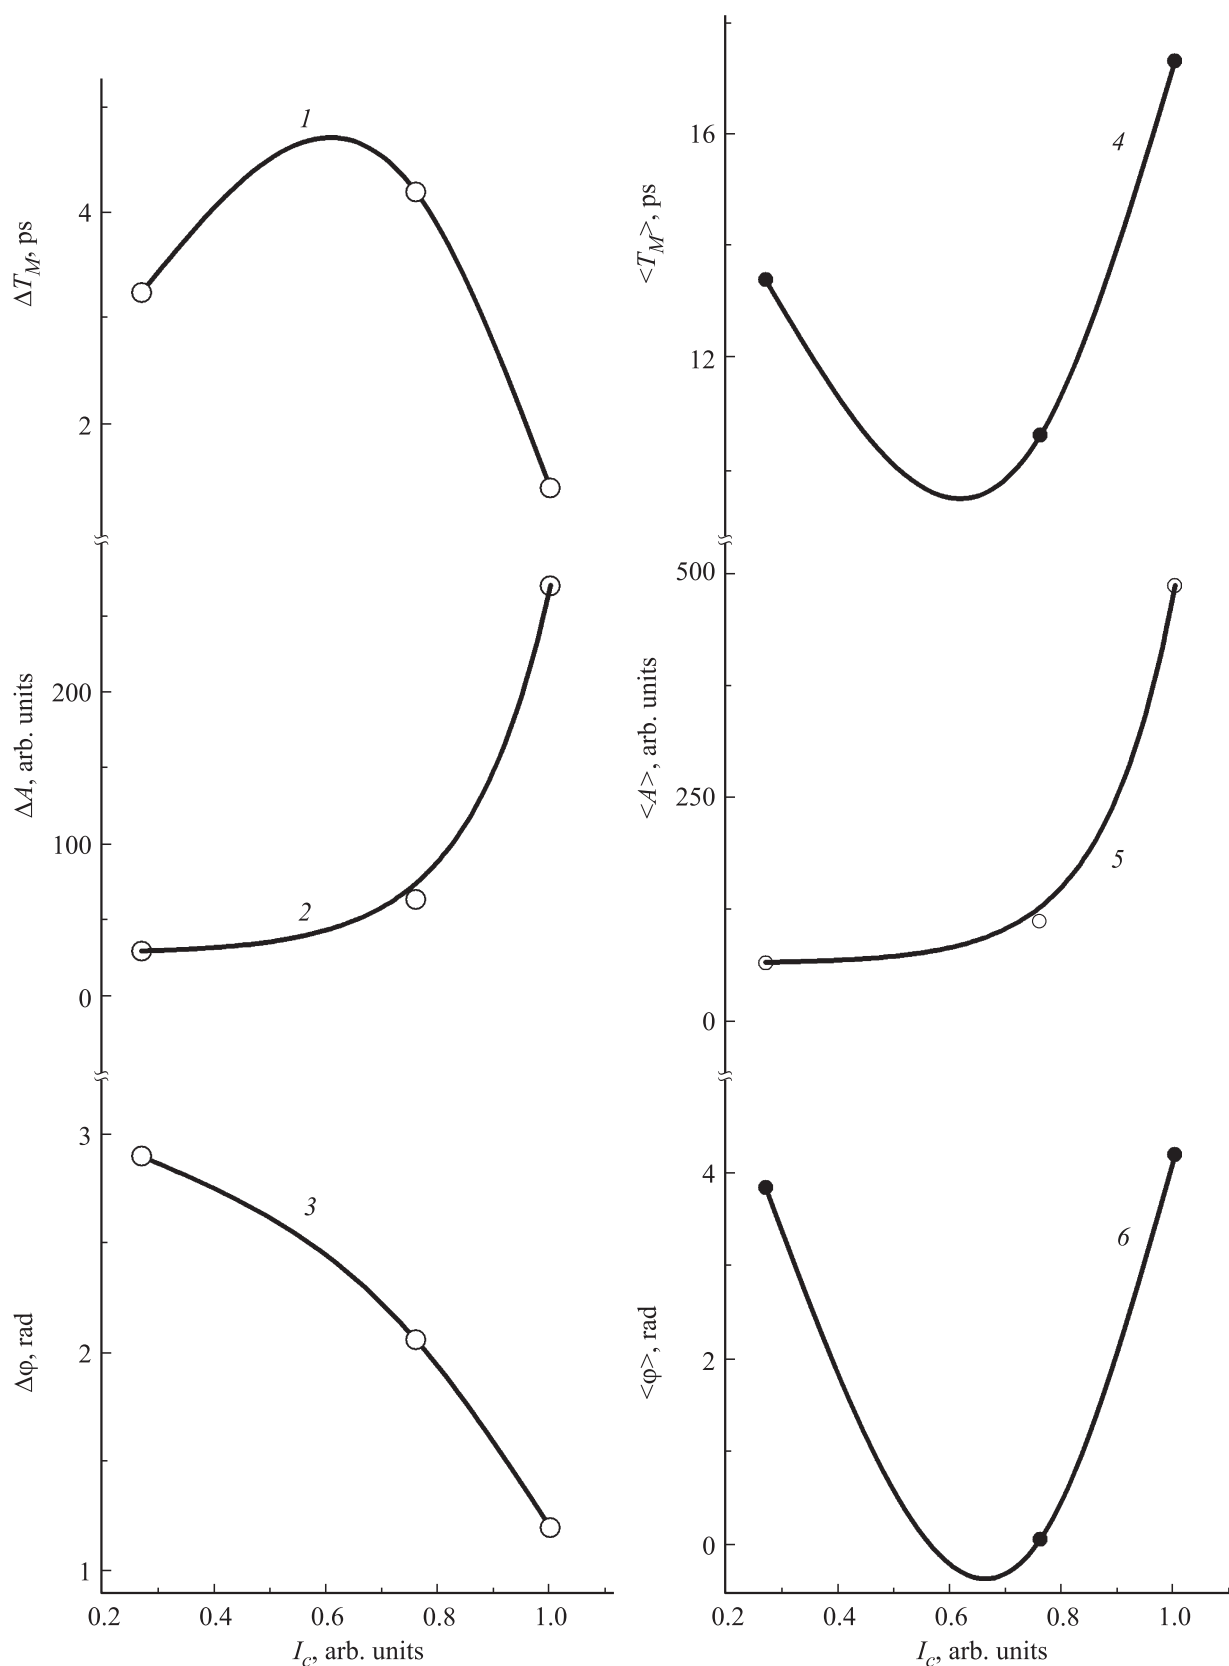 1
4
2
ΔT_M, ps
200
100
0
ΔA, arb. units
2
3
2
1
Δφ, rad
3
0.2 0.4 0.6 0.8 1.0
I_c, arb. units
16
12
<T_M>, ps
4
500
250
0
<A>, arb. units
5
4
2
0
<φ>, rad
6
0.2 0.4 0.6 0.8 1.0
I_c, arb. units